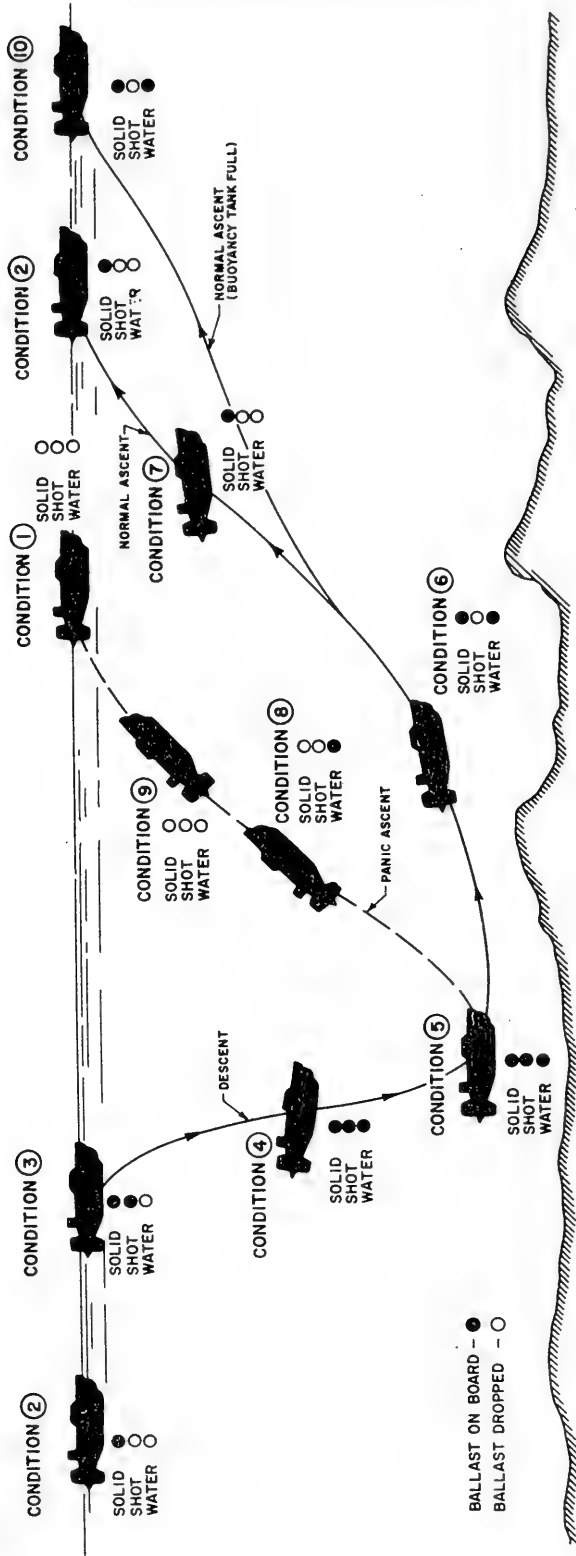 CONDITION 2
SOLID
SHOT
WATER
CONDITION 3
SOLID
SHOT
WATER
DESCENT
CONDITION 4
SOLID
SHOT
WATER
CONDITION 5
SOLID
SHOT
WATER
PANIC ASCENT
CONDITION 8
SOLID
SHOT
WATER
CONDITION 9
SOLID
SHOT
WATER
CONDITION 1
SOLID
SHOT
WATER
CONDITION 6
SOLID
SHOT
WATER
CONDITION 7
SOLID
SHOT
WATER
NORMAL ASCENT
CONDITION 2
SOLID
SHOT
WATER
NORMAL ASCENT
(BUOYANCY TANK FULL)
CONDITION 10
SOLID
SHOT
WATER
BALLAST ON BOARD -
BALLAST DROPPED -